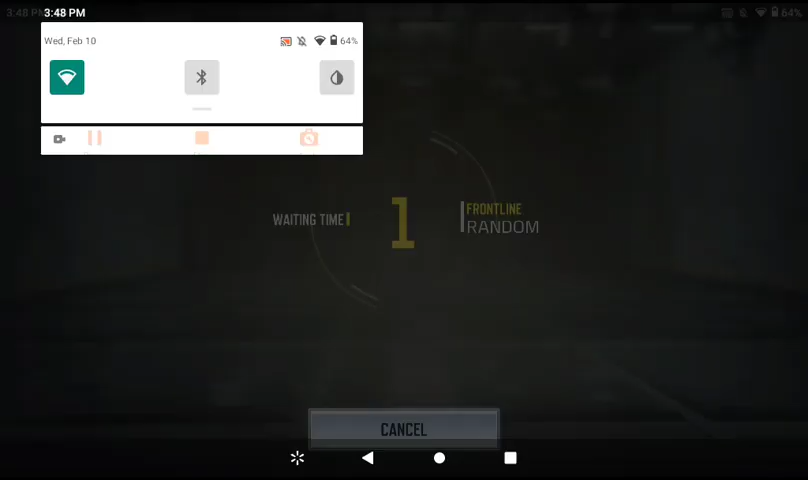 3:48 PM 3:48 PM 64%
Wed, Feb 10 64%
WAITING TIME 1 FRONTLINE
RANDOM
CANCEL